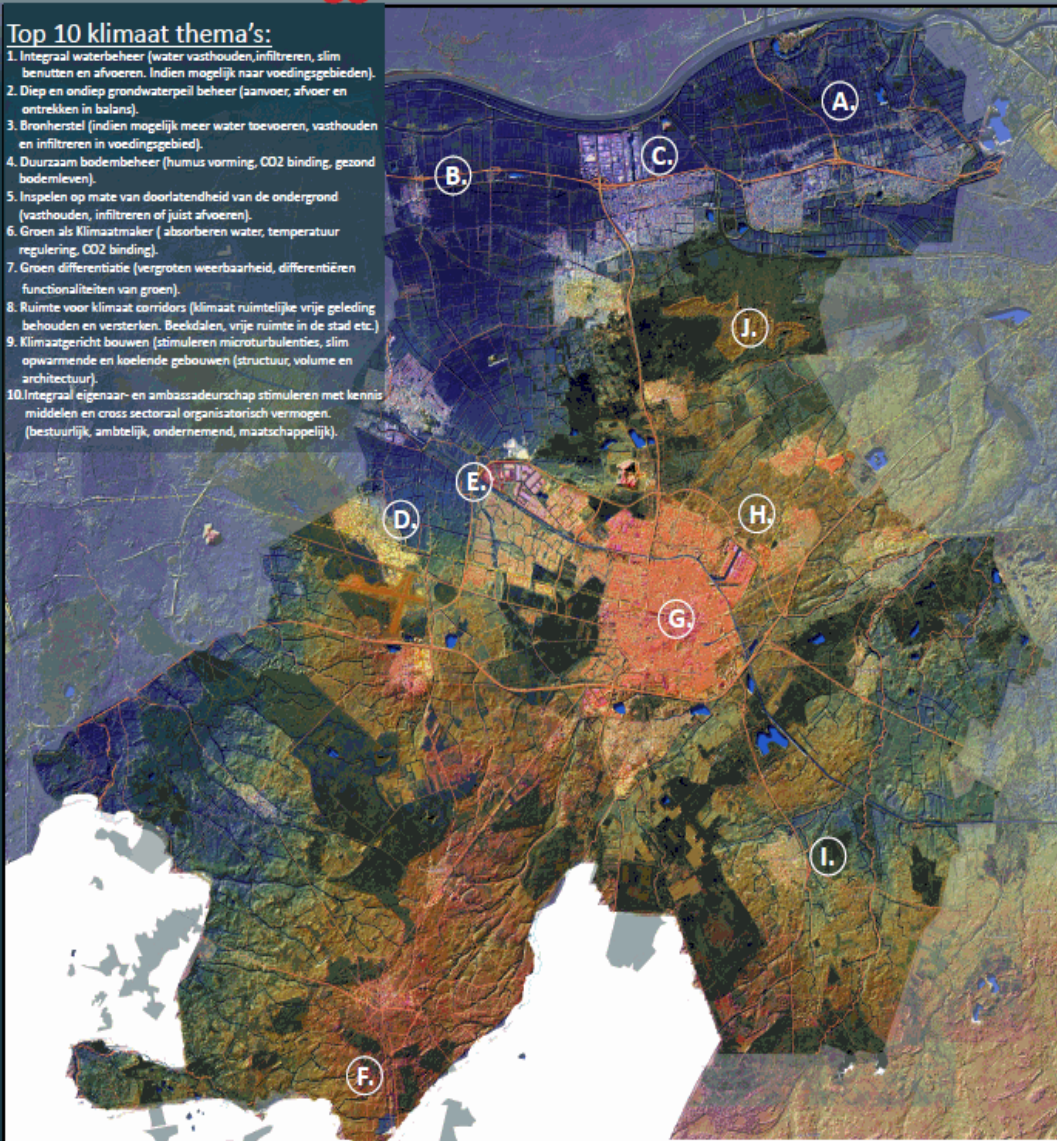 Top 10 klimaat thema's:
1. Integraal waterbeheer (water vasthouden,infiltreren, slim
benutten en afvoeren. Indien mogelijk naar voedingsgebieden).
2. Diep en ondiep grondwaterpeil beheer (aanvoer, afvoer en
ontrekken in balans).
3. Bronherstel (indien mogelijk meer water toevoeren, vasthouden
en infiltreren in voedingsgebied).
4. Duurzaam bodembeheer (humus vorming, CO2 binding, gezond
bodemleven).
5. Inspelen op mate van doorlatendheid van de ondergrond
(vasthouden, infiltreren of juist afvoeren).
6. Groen als Klimaatmaker ( absorberen water, temperatuur
regulering, CO2 binding).
7. Groen differentiatie (vergroten weerbaarheid, differentiëren
functionaliteiten van groen).
8. Ruimte voor klimaat corridors (klimaat ruimtelijke vrije geleding
behouden en versterken. Beekdalen, vrije ruimte in de stad etc.)
9. Klimaatgericht bouwen (stimuleren microturbulenties, slim
opwarmende en koelende gebouwen (structuur, volume en
architectuur).
10.Integraal eigenaar- en ambassadeurschap stimuleren met kennis
middelen en cross sectoraal organisatorisch vermogen.
(bestuurlijk, ambtelijk, ondernemend, maatschappelijk).
A.
B.
C.
J.
E.
D.
H.
G.
I.
F.